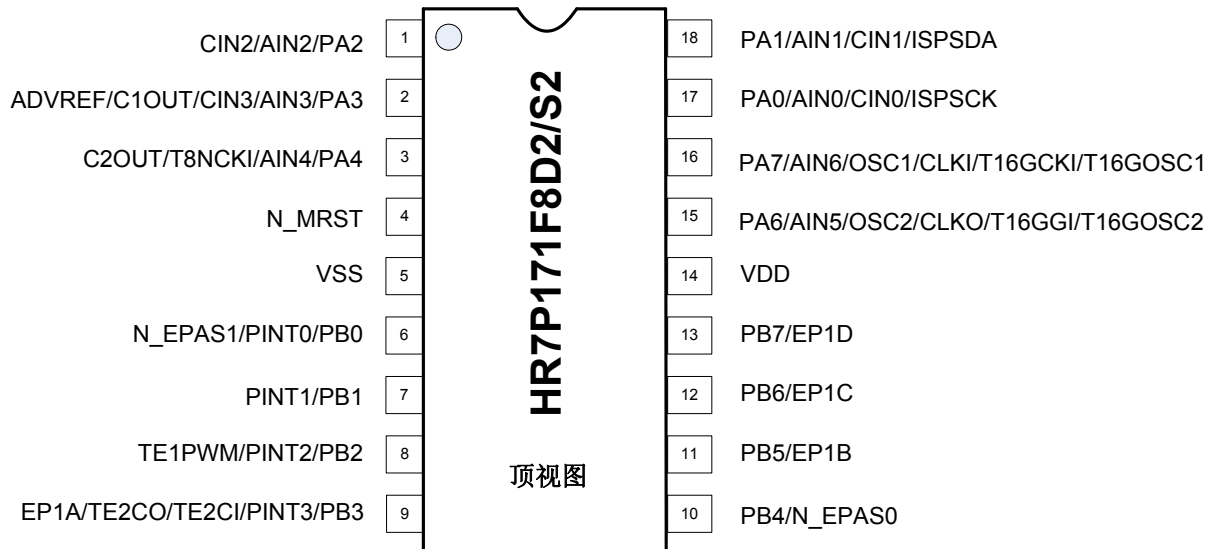 CIN2/AIN2/PA2 1 18 PA1/AIN1/CIN1/ISPSDA
ADVREF/C1OUT/CIN3/AIN3/PA3 2 17 PA0/AIN0/CIN0/ISPSCK
C2OUT/T8NCKI/AIN4/PA4 3 16 PA7/AIN6/OSC1/CLKI/T16GCKI/T16GOSC1
N_MRST 4 15 PA6/AIN5/OSC2/CLKO/T16GGI/T16GOSC2
VSS 5 14 VDD
N_EPAS1/PINT0/PB0 6 13 PB7/EP1D
PINT1/PB1 7 12 PB6/EP1C
TE1PWM/PINT2/PB2 8 11 PB5/EP1B
EP1A/TE2CO/TE2CI/PINT3/PB3 9 10 PB4/N_EPAS0
HR7P171F8D2/S2
顶视图